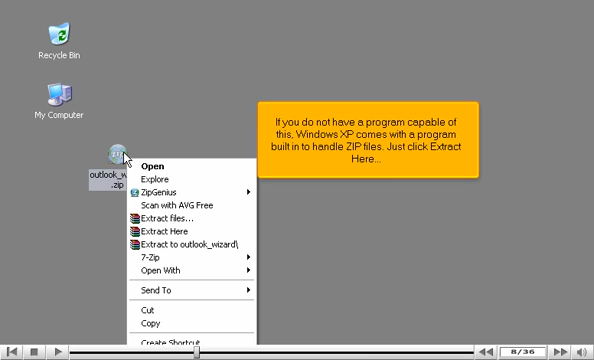 Recycle Bin
My Computer
outlook_w
.zip
If you do not have a program capable of
this, Windows XP comes with a program
built in to handle ZIP files. Just click Extract
Here...
Open
Explore
ZipGenius
Scan with AVG Free
Extract files...
Extract Here
Extract to outlook_wizard\
7-Zip
Open With
Send To
Cut
Copy
Create Shortcut
8/36